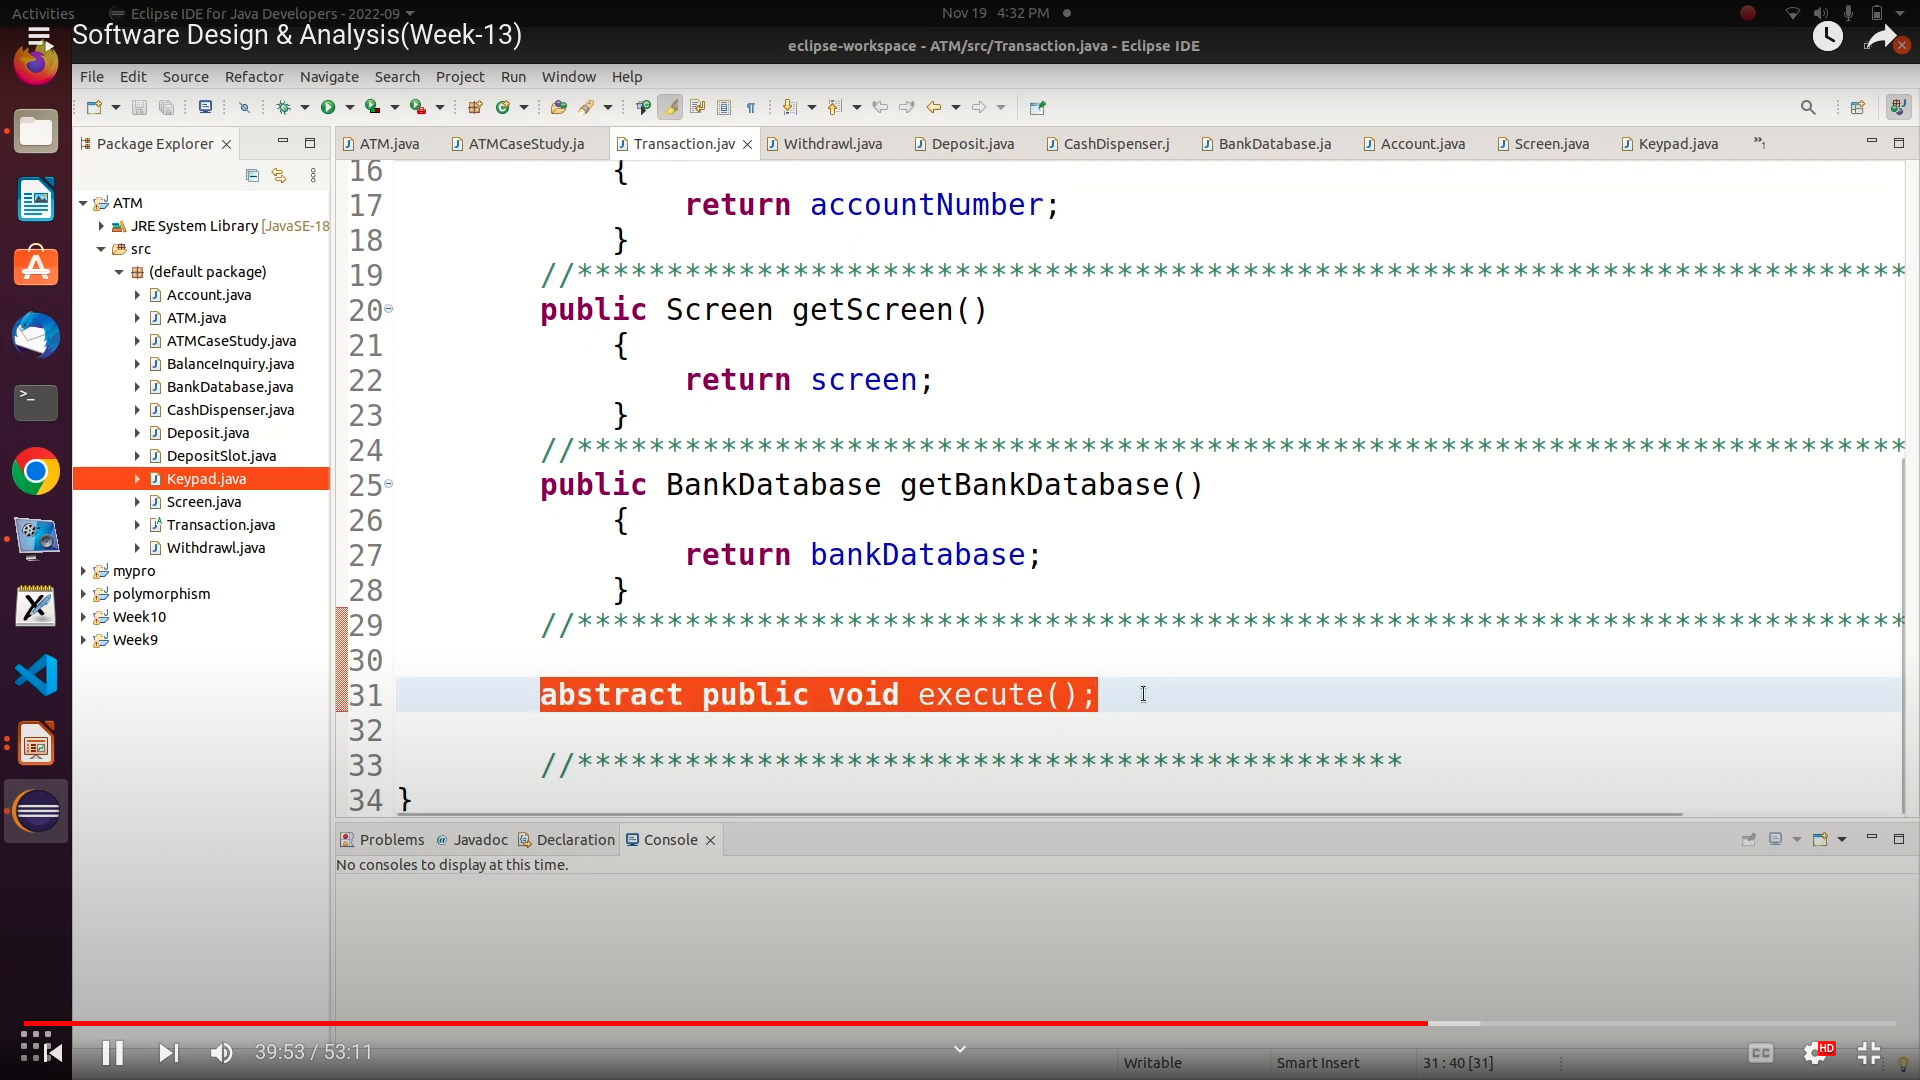 Activities Eclipse IDE for Java Developers - 2022-09 Nov 19 4:32 PM
Software Design & Analysis(Week-13)
eclipse-workspace - ATM/src/Transaction.java - Eclipse IDE
File Edit Source Refactor Navigate Search Project Run Window Help
Package Explorer
ATM.java ATMCaseStudy.ja Transaction.jav Withdrawl.java Deposit.java CashDispenser.j BankDatabase.ja Account.java Screen.java Keypad.java »1
ATM
JRE System Library [JavaSE-18
src
(default package)
Account.java
ATM.java
ATMCaseStudy.java
BalanceInquiry.java
BankDatabase.java
CashDispenser.java
Deposit.java
DepositSlot.java
Keypad.java
Screen.java
Transaction.java
Withdrawl.java
mypro
polymorphism
Week10
Week9
16 {
17 return accountNumber;
18 }
19 //**************************************************************************
20 public Screen getScreen()
21 {
22 return screen;
23 }
24 //**************************************************************************
25 public BankDatabase getBankDatabase()
26 {
27 return bankDatabase;
28 }
29 //**************************************************************************
30
31 abstract public void execute();
32
33 //**********************************************
34 }
Problems Javadoc Declaration Console
No consoles to display at this time.
39:53 / 53:11
Writable Smart Insert 31 : 40 [31]
CC HD